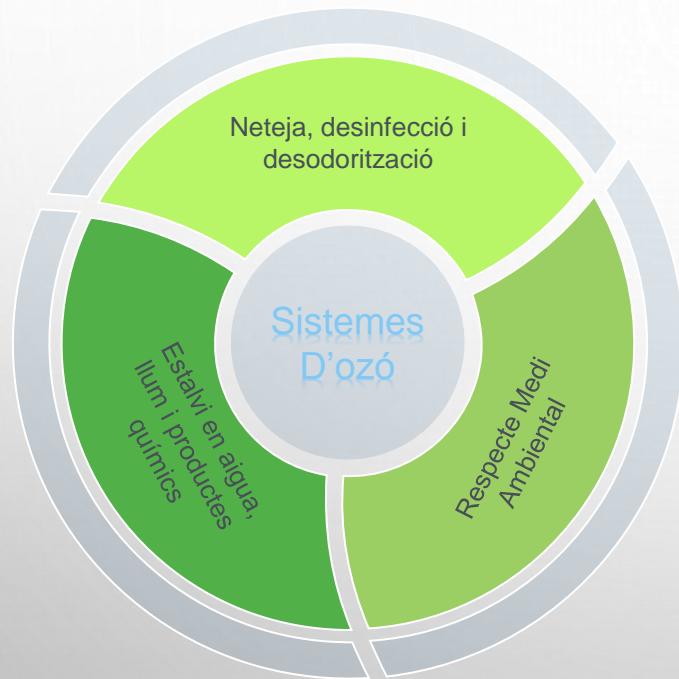 Neteja, desinfecció i
desodorització
Sistemes
D’ozó
Respecte Medi
Ambiental
Estalvi en aigua,
llum i productes
químics